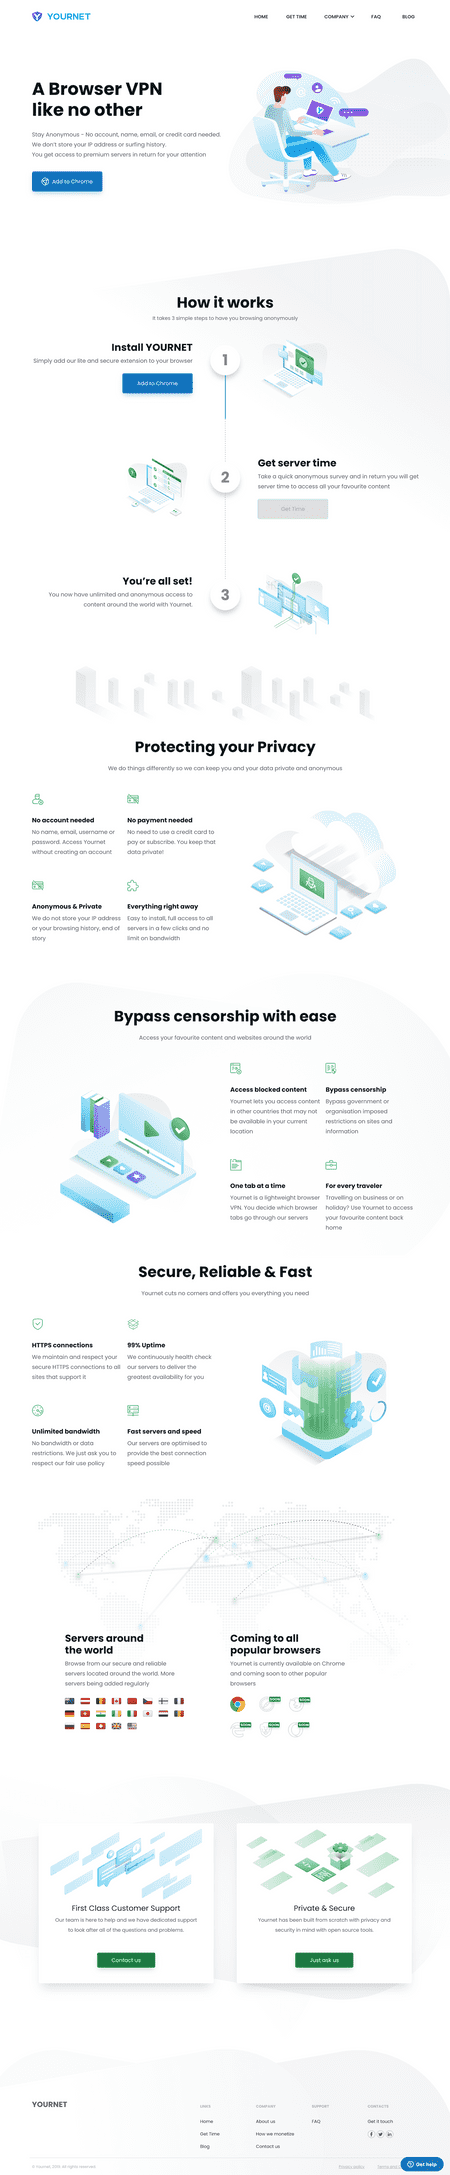 YOURNET
HOME GET TIME COMPANY FAQ BLOG
A Browser VPN
like no other
Stay Anonymous - No account, name, email, or credit card needed.
We don't store your IP address or surfing history.
You get access to premium servers in return for your attention
Add to Chrome
How it works
It takes 3 simple steps to have you browsing anonymously
Install YOURNET
Simply add our lite and secure extension to your browser
Add to Chrome
1
2
Get server time
Take a quick anonymous survey and in return you will get
server time to access all your favourite content
Get Time
You're all set!
You now have unlimited and anonymous access to
content around the world with Yournet.
3
Protecting your Privacy
We do things differently so we can keep you and your data private and anonymous
No account needed
No name, email, username or
password. Access Yournet
without creating an account
No payment needed
No need to use a credit card to
pay or subscribe. You keep that
data private!
Anonymous & Private
We do not store your IP address
or your browsing history, end of
story
Everything right away
Easy to install, full access to all
servers in a few clicks and no
limit on bandwidth
Bypass censorship with ease
Access your favourite content and websites around the world
Access blocked content
Yournet lets you access content
in other countries that may not
be available in your current
location
Bypass censorship
Bypass government or
organisation imposed
restrictions on sites and
information
One tab at a time
Yournet is a lightweight browser
VPN. You decide which browser
tabs go through our servers
For every traveler
Travelling on business or on
holiday? Use Yournet to access
your favourite content back
home
Secure, Reliable & Fast
Yournet cuts no corners and offers you everything you need
HTTPS connections
We maintain and respect your
secure HTTPS connections to all
sites that support it
99% Uptime
We continuously health check
our servers to deliver the
greatest availability for you
Unlimited bandwidth
No bandwidth or data
restrictions. We just ask you to
respect our fair use policy
Fast servers and speed
Our servers are optimised to
provide the best connection
speed possible
Servers around
the world
Browse from our secure and reliable
servers located around the world. More
servers being added regularly
Coming to all
popular browsers
Yournet is currently available on Chrome
and coming soon to other popular
browsers
SOON SOON
SOON SOON SOON
First Class Customer Support
Our team is here to help and we have dedicated support
to look after all of the questions and problems.
Contact us
Private & Secure
Yournet has been built from scratch with privacy and
security in mind with open source tools.
Just ask us
YOURNET
LINKS
Home
Get Time
Blog
COMPANY
About us
How we monetize
Contact us
SUPPORT
FAQ
CONTACTS
Get it touch
© Yournet, 2019. All rights reserved.
Privacy policy
Get help